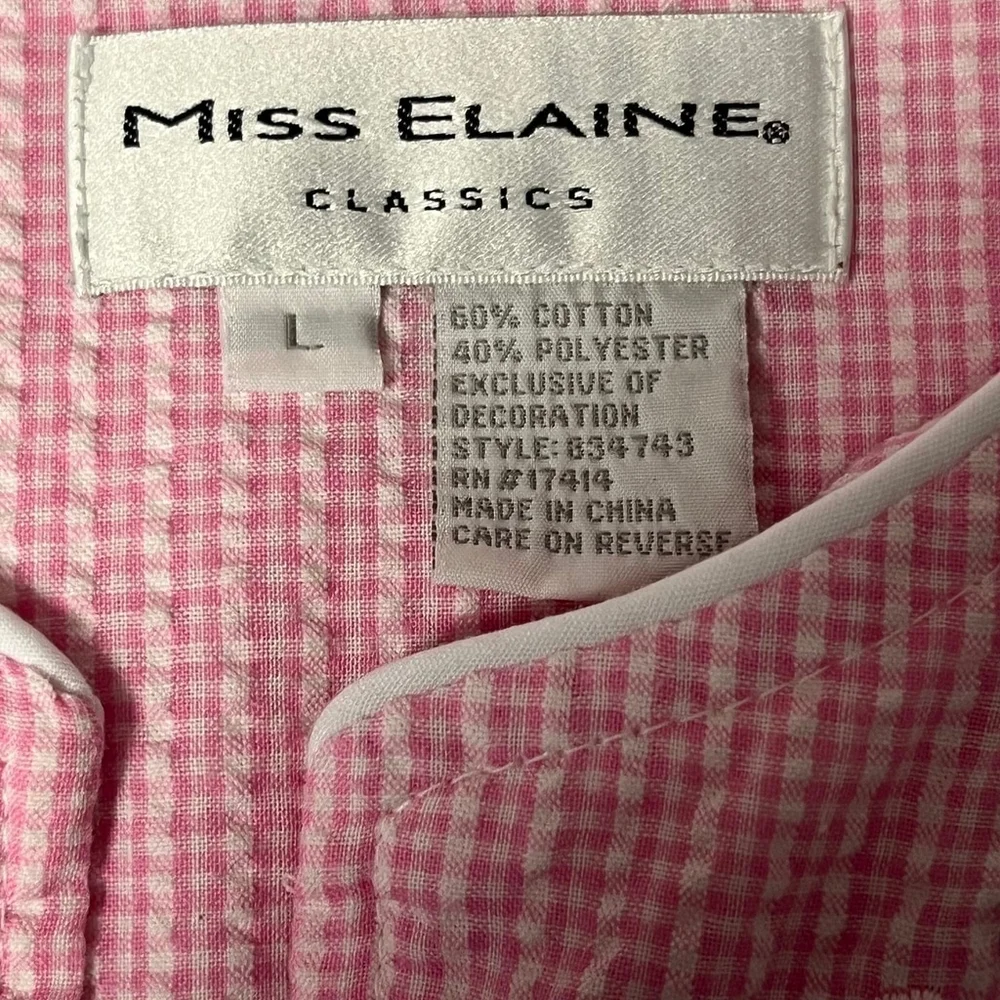 MISS ELAINE®
CLASSICS
L
60% COTTON
40% POLYESTER
EXCLUSIVE OF
DECORATION
STYLE: 834743
RN #17414
MADE IN CHINA
CARE ON REVERSE